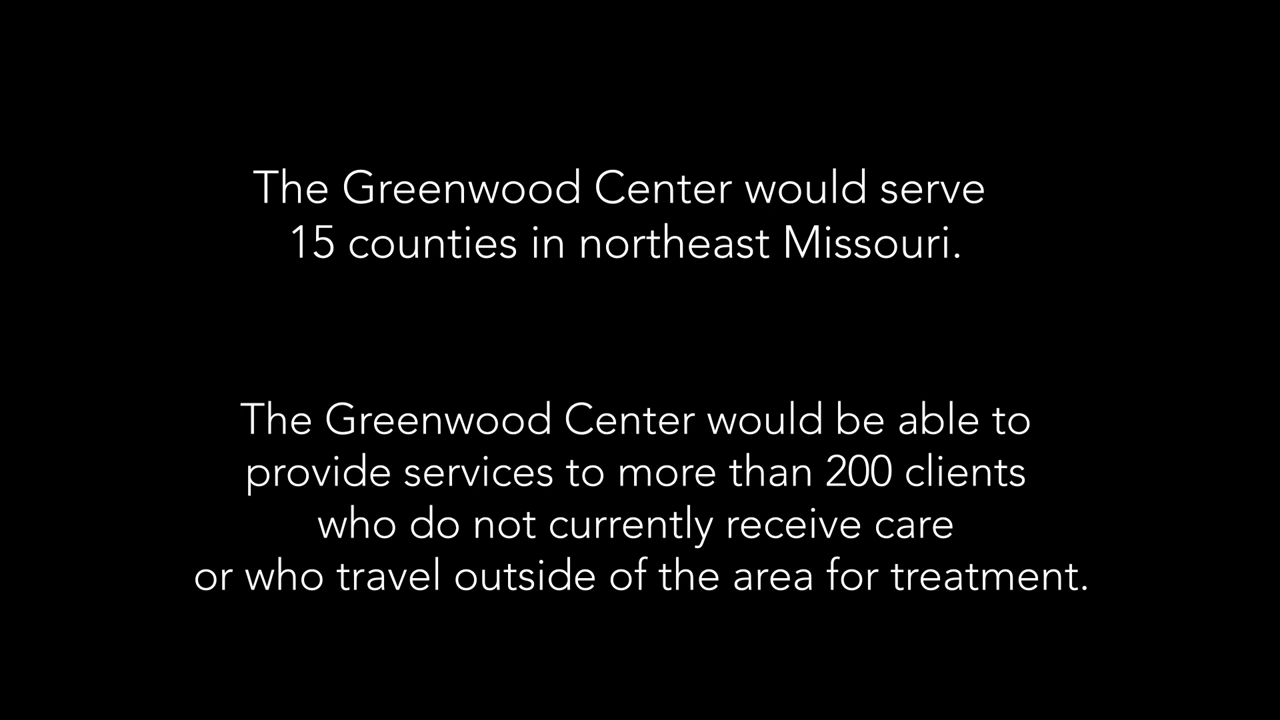 The Greenwood Center would serve
15 counties in northeast Missouri.
The Greenwood Center would be able to
provide services to more than 200 clients
who do not currently receive care
or who travel outside of the area for treatment.